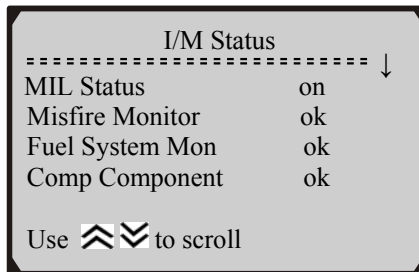 I/M Status
============================ ↓
MIL Status on
Misfire Monitor ok
Fuel System Mon ok
Comp Component ok
Use to scroll